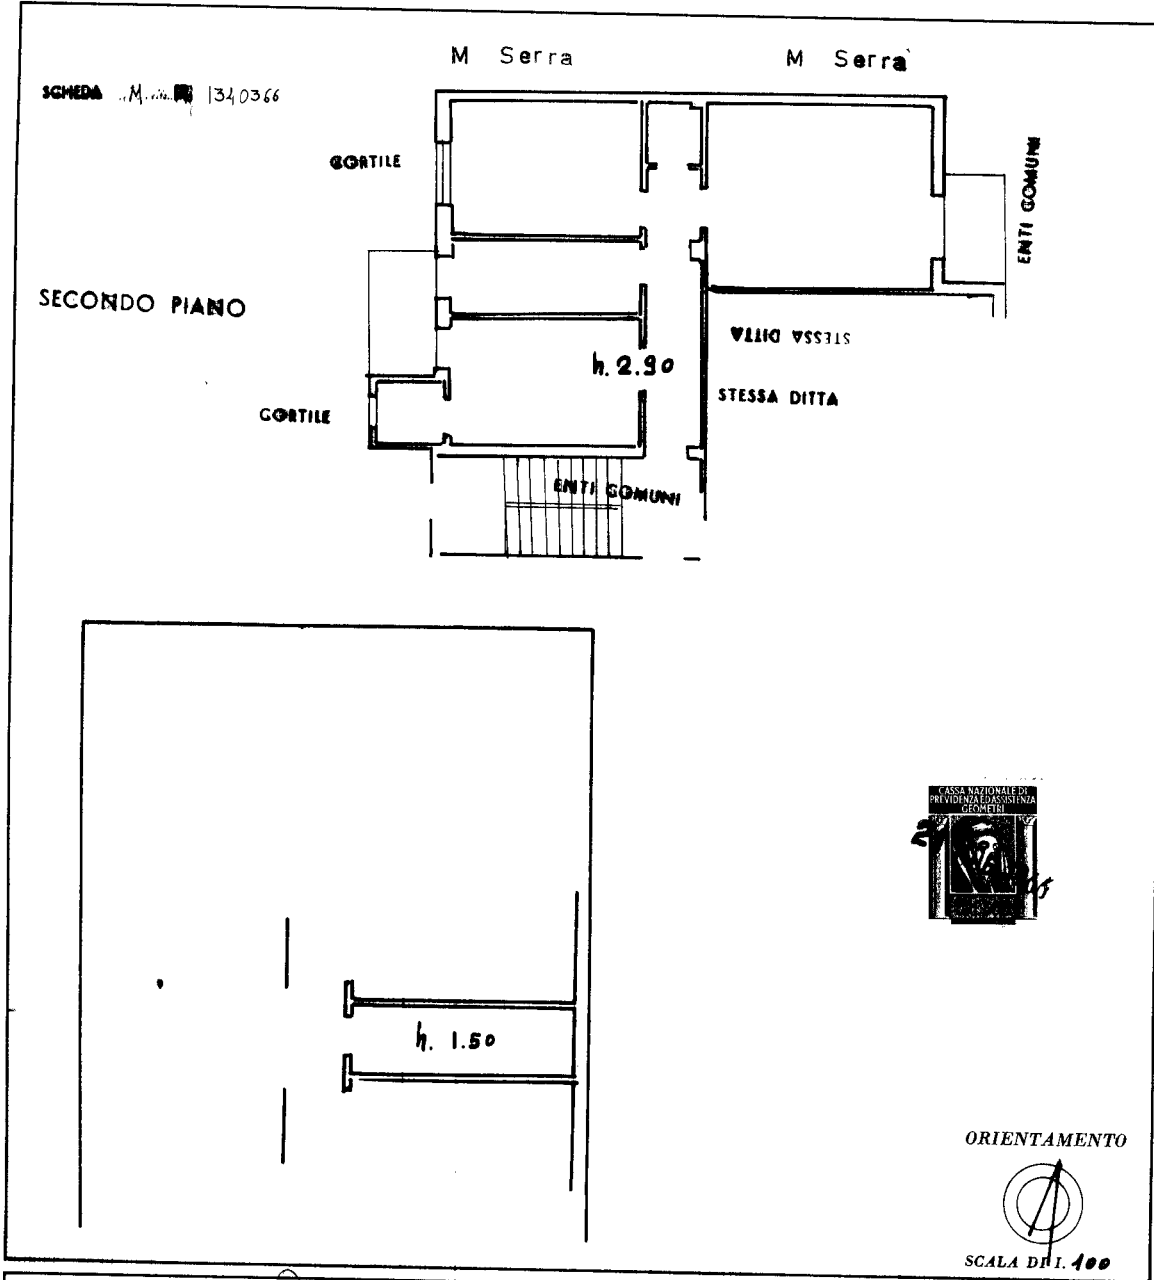 M Serra
M Serra
SCHEDA M. 1340366
CORTILE
ENTI COMUNI
SECONDO PIANO
STESSA DITTA
h. 2.90
STESSA DITTA
CORTILE
ENTI COMUNI
CASSA NAZIONALE DI
PREVIDENZA ED ASSISTENZA
GEOMETRI
h. 1.50
ORIENTAMENTO
SCALA DI 1. 100